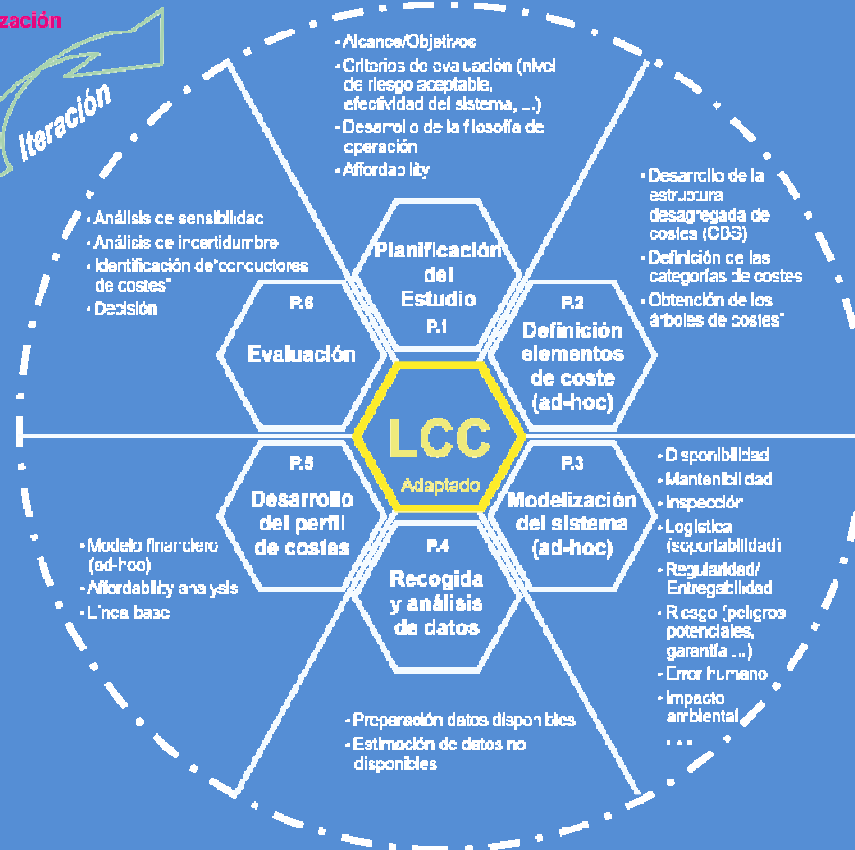 zación
Iteración
- Alcance/Objetivos
- Criterios de evaluación (nivel
de riesgo aceptable,
efectividad del sistema, ...)
- Desarrollo de la filosofía de
operación
- Affordability
Planificación
del
Estudio
P.1
- Desarrollo de la
estructura
desagregada de
costes (CBS)
- Definición de las
categorías de costes
- Obtención de los
árboles de costes"
P.2
Definición
elementos
de coste
(ad-hoc)
- Disponibilidad
- Mantenibilidad
- Inspección
- Logística
(soportabilidad)
- Regularidad/
Entregabilidad
- Riesgo (peligros
potenciales,
garantía ...)
- Error humano
- Impacto
ambiental
...
P.3
Modelización
del sistema
(ad-hoc)
P.4
Recogida
y análisis
de datos
- Preparación datos disponibles
- Estimación de datos no
disponibles
P.5
Desarrollo
del perfil
de costes
- Modelo financiero
(ad-hoc)
- Affordability analysis
- Línea base
- Análisis de sensibilidad
- Análisis de incertidumbre
- Identificación de"conductores
de costes"
- Decisión
P.6
Evaluación
LCC
Adaptado